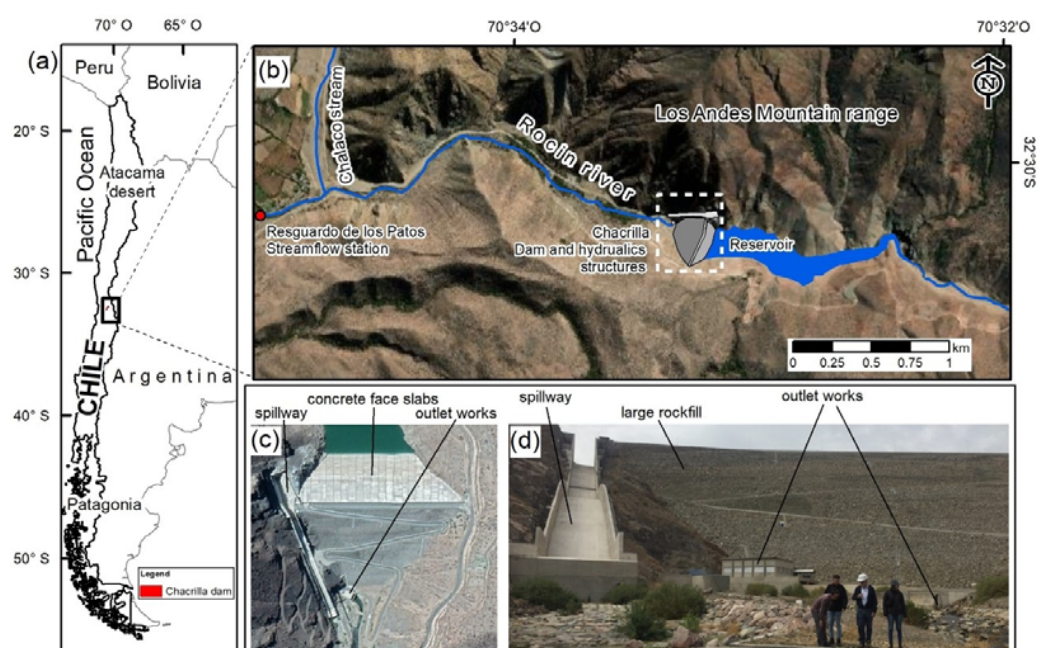 (a)
70° O 65° O
Peru
Bolivia
20° S
Pacific Ocean
Atacama
desert
30° S
CHILE
Argentina
40° S
Patagonia
50° S
Legend
Chacrilla dam
70°34'O
70°32'O
(b)
N
Los Andes Mountain range
32°30'S
Chalaco stream
Rocin river
Resguardo de los Patos
Streamflow station
Chacrilla
Dam and hydrualics
structures
Reservoir
km
0 0.25 0.5 0.75 1
(c)
spillway
concrete face slabs
outlet works
(d)
spillway
large rockfill
outlet works